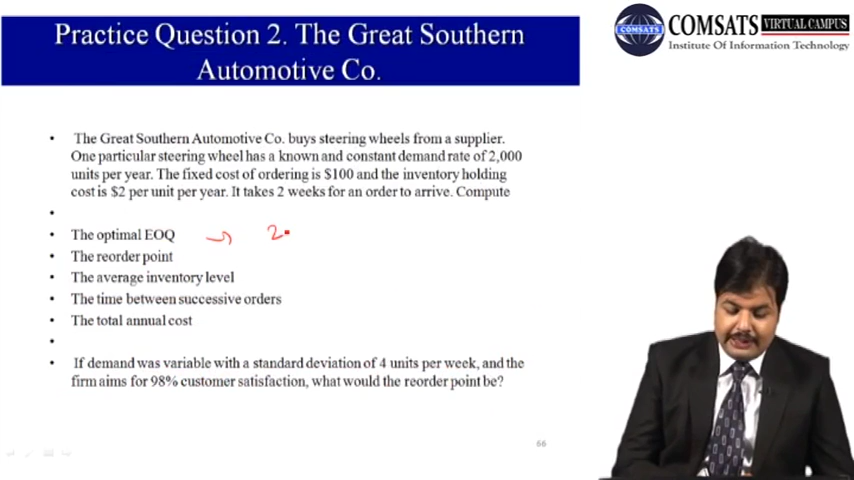 Practice Question 2. The Great Southern
Automotive Co.
COMSATS
COMSATS VIRTUAL CAMPUS
Institute Of Information Technology
• The Great Southern Automotive Co. buys steering wheels from a supplier.
One particular steering wheel has a known and constant demand rate of 2,000
units per year. The fixed cost of ordering is $100 and the inventory holding
cost is $2 per unit per year. It takes 2 weeks for an order to arrive. Compute
•
• The optimal EOQ → 2
• The reorder point
• The average inventory level
• The time between successive orders
• The total annual cost
•
• If demand was variable with a standard deviation of 4 units per week, and the
firm aims for 98% customer satisfaction, what would the reorder point be?
66